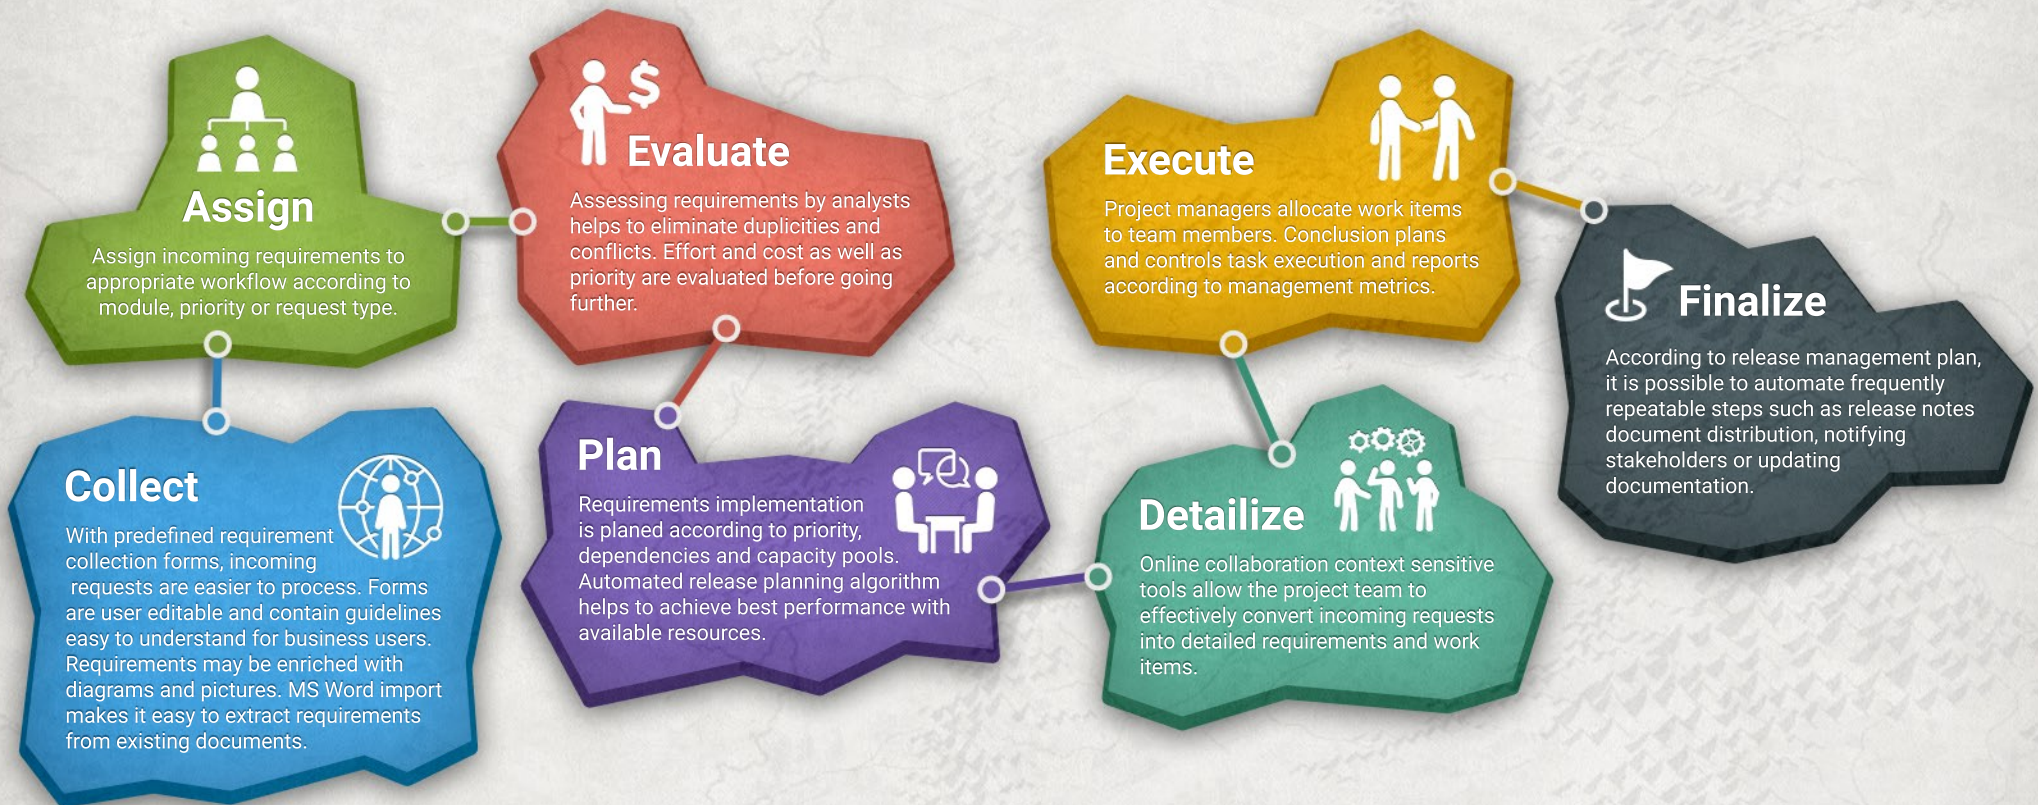 Assign
Assign incoming requirements to
appropriate workflow according to
module, priority or request type.
Evaluate
Assessing requirements by analysts
helps to eliminate duplicities and
conflicts. Effort and cost as well as
priority are evaluated before going
further.
Execute
Project managers allocate work items
to team members. Conclusion plans
and controls task execution and reports
according to management metrics.
Finalize
According to release management plan,
it is possible to automate frequently
repeatable steps such as release notes
document distribution, notifying
stakeholders or updating
documentation.
Collect
With predefined requirement
collection forms, incoming
requests are easier to process. Forms
are user editable and contain guidelines
easy to understand for business users.
Requirements may be enriched with
diagrams and pictures. MS Word import
makes it easy to extract requirements
from existing documents.
Plan
Requirements implementation
is planed according to priority,
dependencies and capacity pools.
Automated release planning algorithm
helps to achieve best performance with
available resources.
Detailize
Online collaboration context sensitive
tools allow the project team to
effectively convert incoming requests
into detailed requirements and work
items.